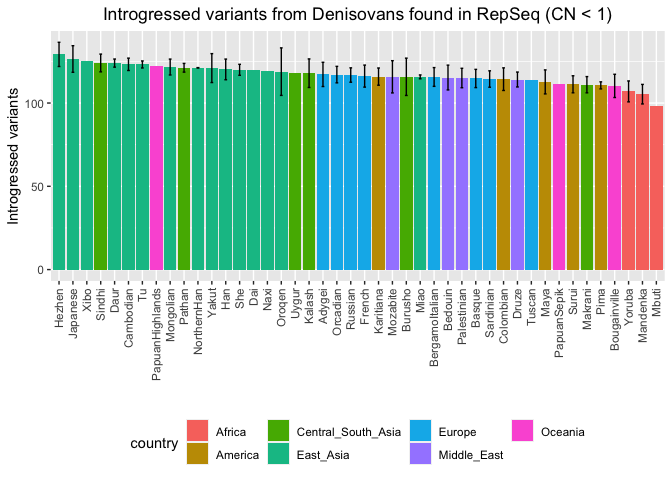 Introgressed variants from Denisovans found in RepSeq (CN < 1)
Introgressed variants
100
50
0
Hezhen
Japanese
Xibo
Sindhi
Daur
Cambodian
Tu
PapuanHighlands
Mongolian
Pathan
NorthernHan
Yakut
Han
She
Dai
Naxi
Oroqen
Uygur
Kalash
Adygei
Orcadian
Russian
French
Karitiana
Mozabite
Burusho
Miao
BergamoItalian
Bedouin
Palestinian
Basque
Sardinian
Colombian
Druze
Tuscan
Maya
PapuanSepik
Surui
Makrani
Pima
Bougainville
Yoruba
Mandenka
Mbuti
country
Africa
America
Central_South_Asia
East_Asia
Europe
Middle_East
Oceania